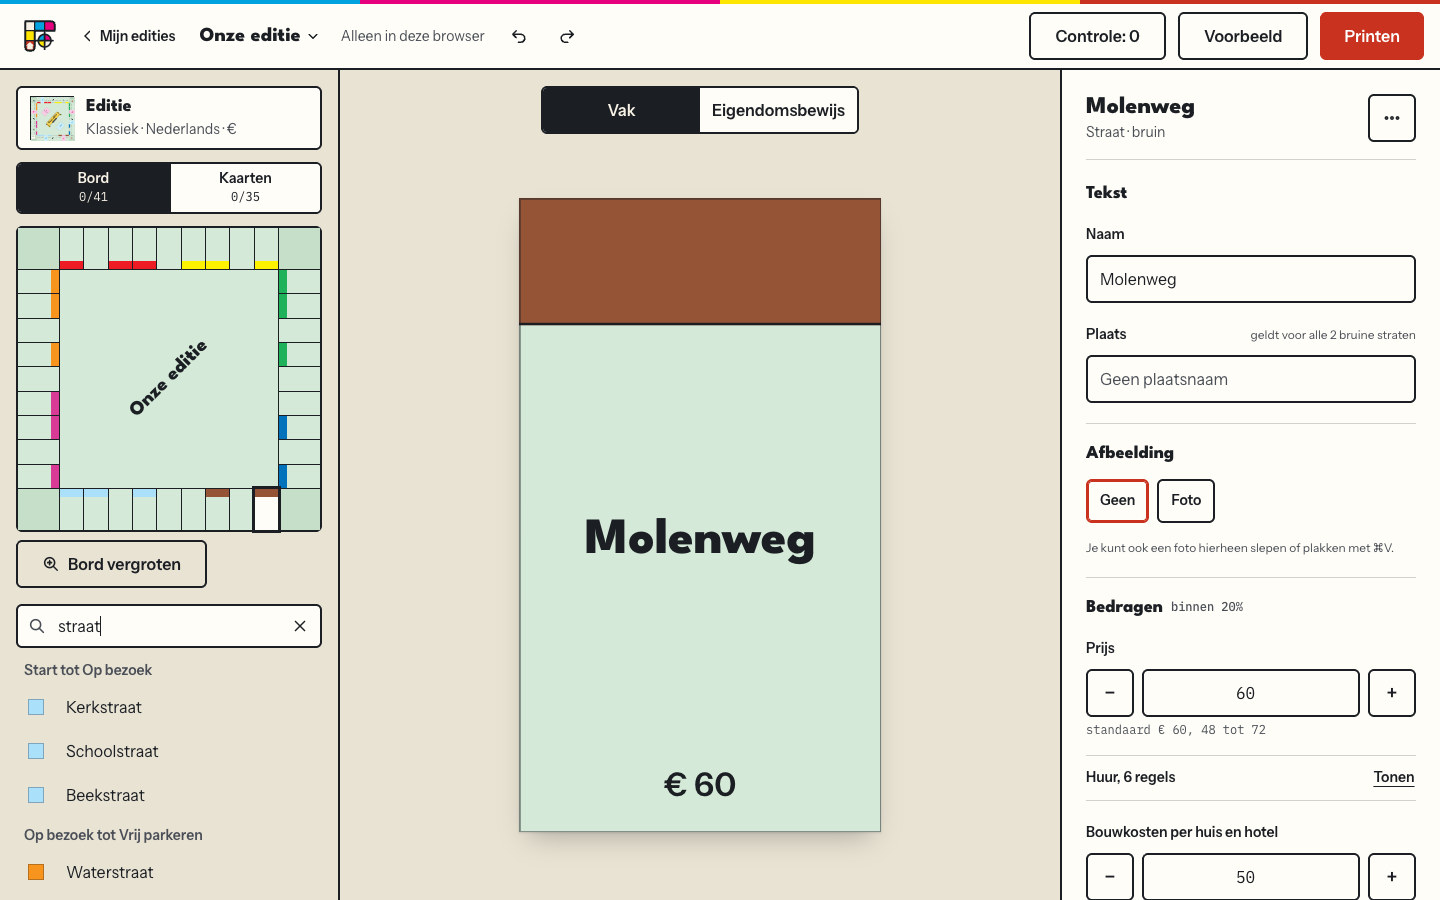 Mijn edities
Onze editie
Alleen in deze browser
Controle: 0
Voorbeeld
Printen
Editie
Klassiek · Nederlands · €
Bord
0/41
Kaarten
0/35
Onze editie
Bord vergroten
straat
Start tot Op bezoek
Kerkstraat
Schoolstraat
Beekstraat
Op bezoek tot Vrij parkeren
Waterstraat
Vak
Eigendomsbewijs
Molenweg
€ 60
Molenweg
Straat · bruin
Tekst
Naam
Molenweg
Plaats
geldt voor alle 2 bruine straten
Geen plaatsnaam
Afbeelding
Geen
Foto
Je kunt ook een foto hierheen slepen of plakken met ⌘V.
Bedragen binnen 20%
Prijs
− 60 +
standaard € 60, 48 tot 72
Huur, 6 regels
Tonen
Bouwkosten per huis en hotel
− 50 +